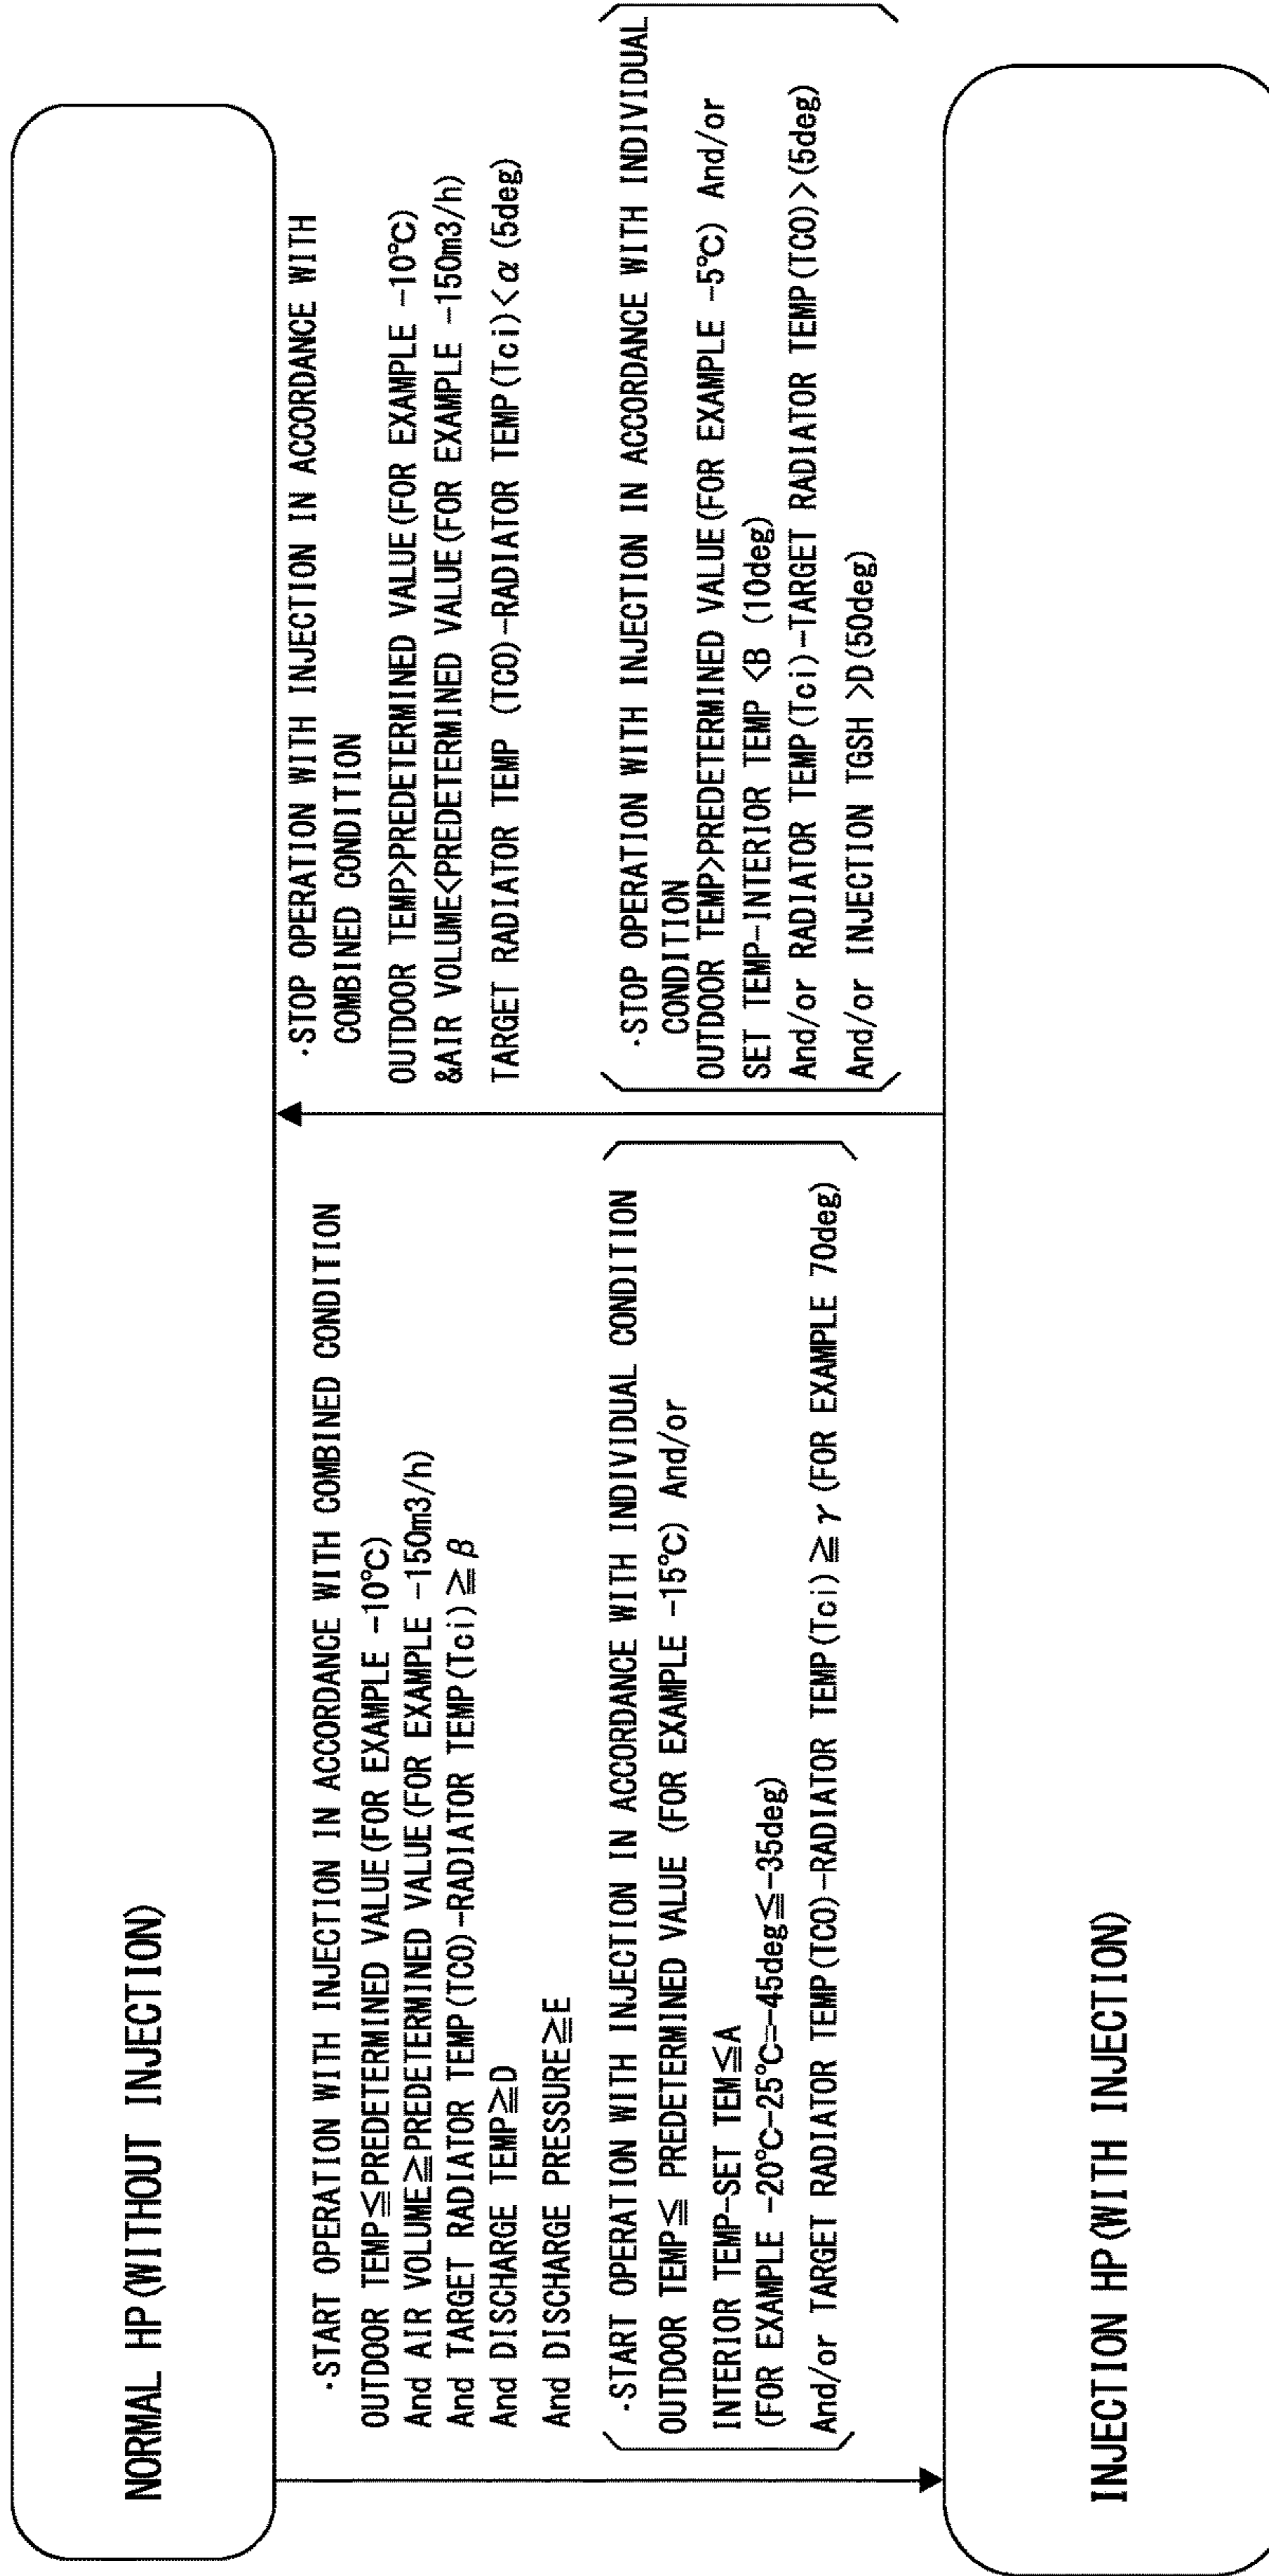 NORMAL HP(WITHOUT INJECTION)
·START OPERATION WITH INJECTION IN ACCORDANCE WITH COMBINED CONDITION
OUTDOOR TEMP≦PREDETERMINED VALUE(FOR EXAMPLE -10℃)
And AIR VOLUME≧PREDETERMINED VALUE(FOR EXAMPLE -150m3/h)
And TARGET RADIATOR TEMP(TCO)-RADIATOR TEMP(Tci)≧β
And DISCHARGE TEMP≧D
And DISCHARGE PRESSURE≧E
·START OPERATION WITH INJECTION IN ACCORDANCE WITH INDIVIDUAL CONDITION
OUTDOOR TEMP≦ PREDETERMINED VALUE (FOR EXAMPLE -15℃) And/or
INTERIOR TEMP-SET TEM≦A
(FOR EXAMPLE -20℃-25℃=-45deg≦-35deg)
And/or TARGET RADIATOR TEMP(TCO)-RADIATOR TEMP(Tci)≧γ(FOR EXAMPLE 70deg)
·STOP OPERATION WITH INJECTION IN ACCORDANCE WITH
COMBINED CONDITION
OUTDOOR TEMP>PREDETERMINED VALUE(FOR EXAMPLE -10℃)
&AIR VOLUME<PREDETERMINED VALUE(FOR EXAMPLE -150m3/h)
TARGET RADIATOR TEMP (TCO)-RADIATOR TEMP(Tci)<α(5deg)
·STOP OPERATION WITH INJECTION IN ACCORDANCE WITH INDIVIDUAL
CONDITION
OUTDOOR TEMP>PREDETERMINED VALUE(FOR EXAMPLE -5℃) And/or
SET TEMP-INTERIOR TEMP <B (10deg)
And/or RADIATOR TEMP(Tci)-TARGET RADIATOR TEMP(TCO)>(5deg)
And/or INJECTION TGSH >D(50deg)
INJECTION HP(WITH INJECTION)